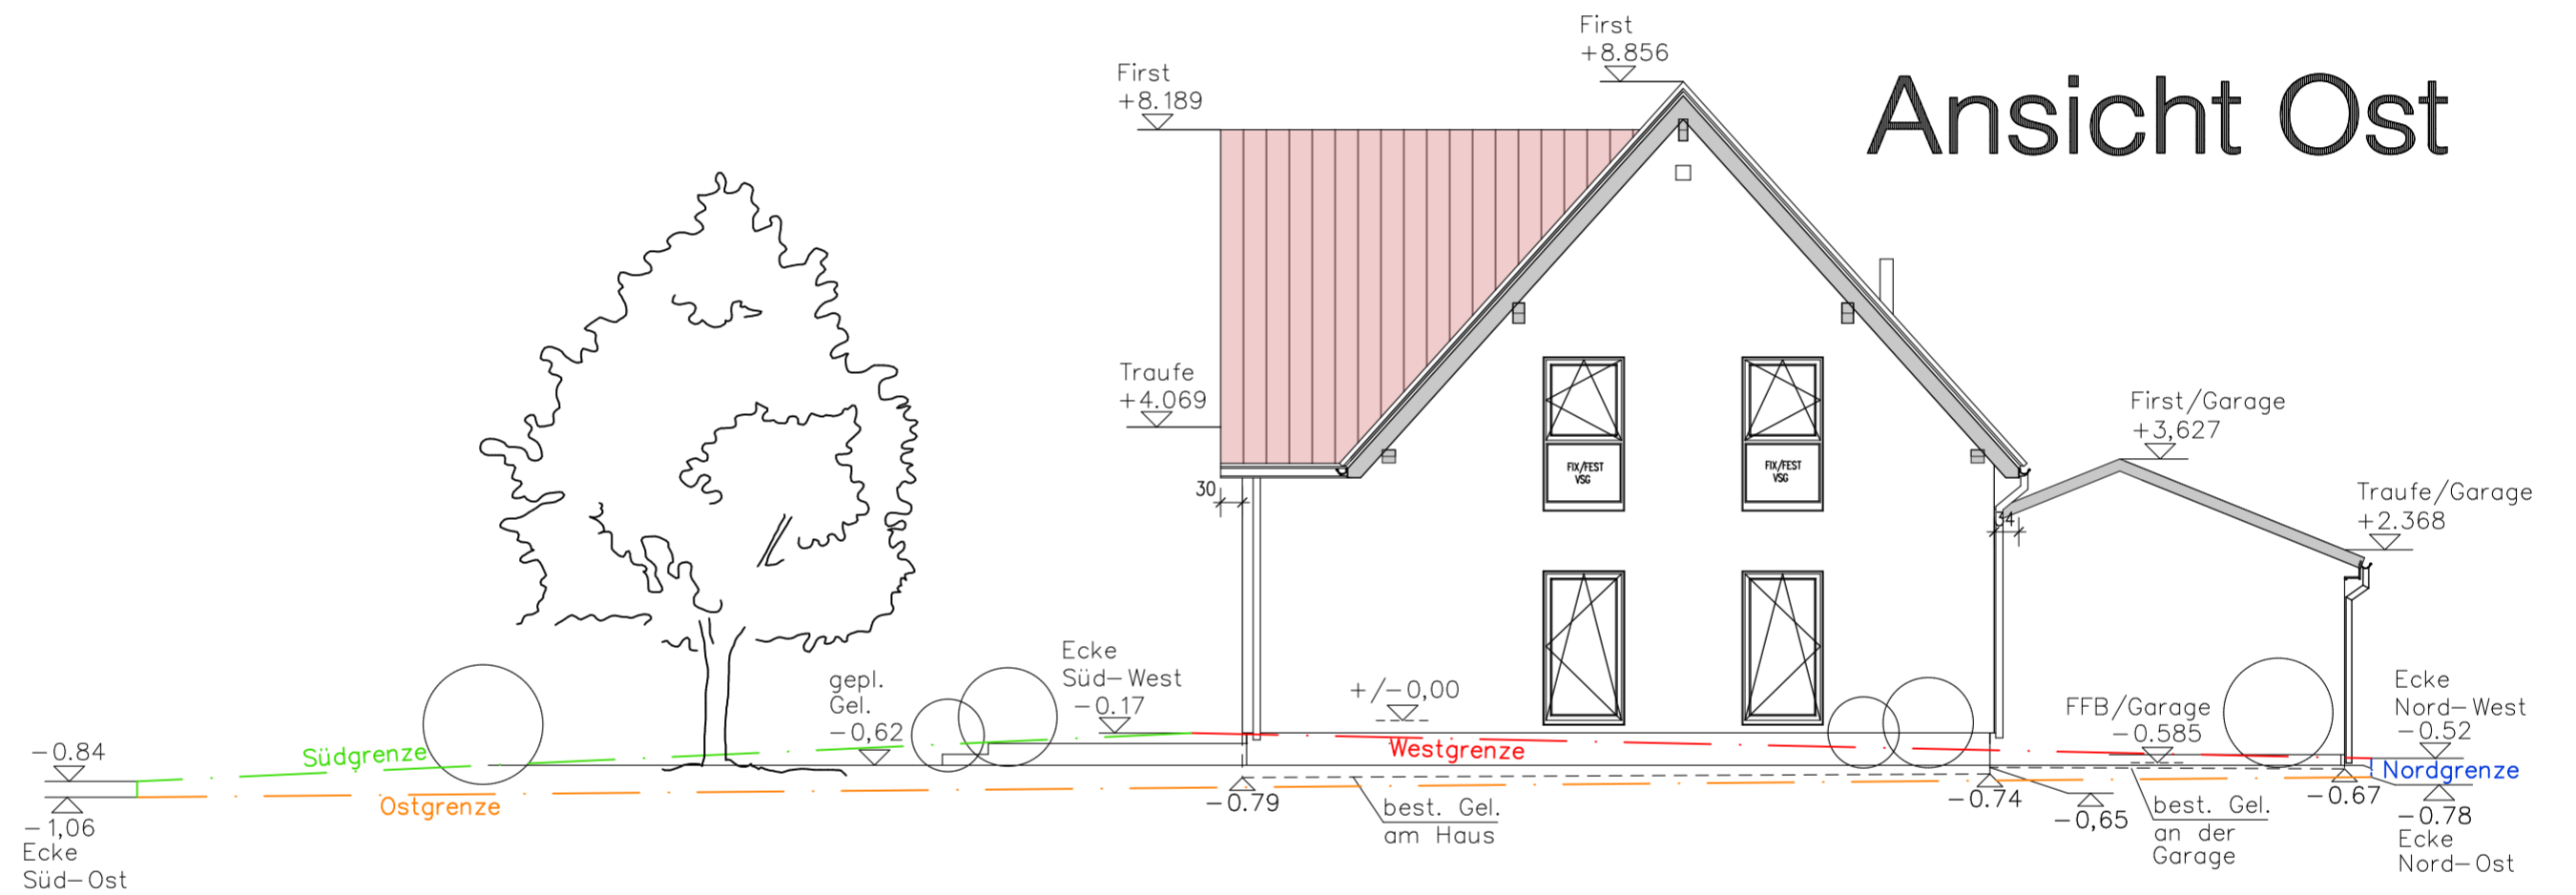 First
+8.856
Ansicht Ost
First
+8.189
Traufe
+4.069
First/Garage
+3,627
Traufe/Garage
+2.368
FIX/FEST
VSG
FIX/FEST
VSG
30
34
Ecke
Süd-West
-0.17
gepl.
Gel.
-0,62
+/-0,00
FFB/Garage
-0.585
Ecke
Nord-West
-0.52
-0.84
Südgrenze
Westgrenze
Nordgrenze
Ostgrenze
-1,06
Ecke
Süd-Ost
-0.79
best. Gel.
am Haus
-0.74
-0,65
best. Gel.
an der
Garage
-0.67
-0.78
Ecke
Nord-Ost